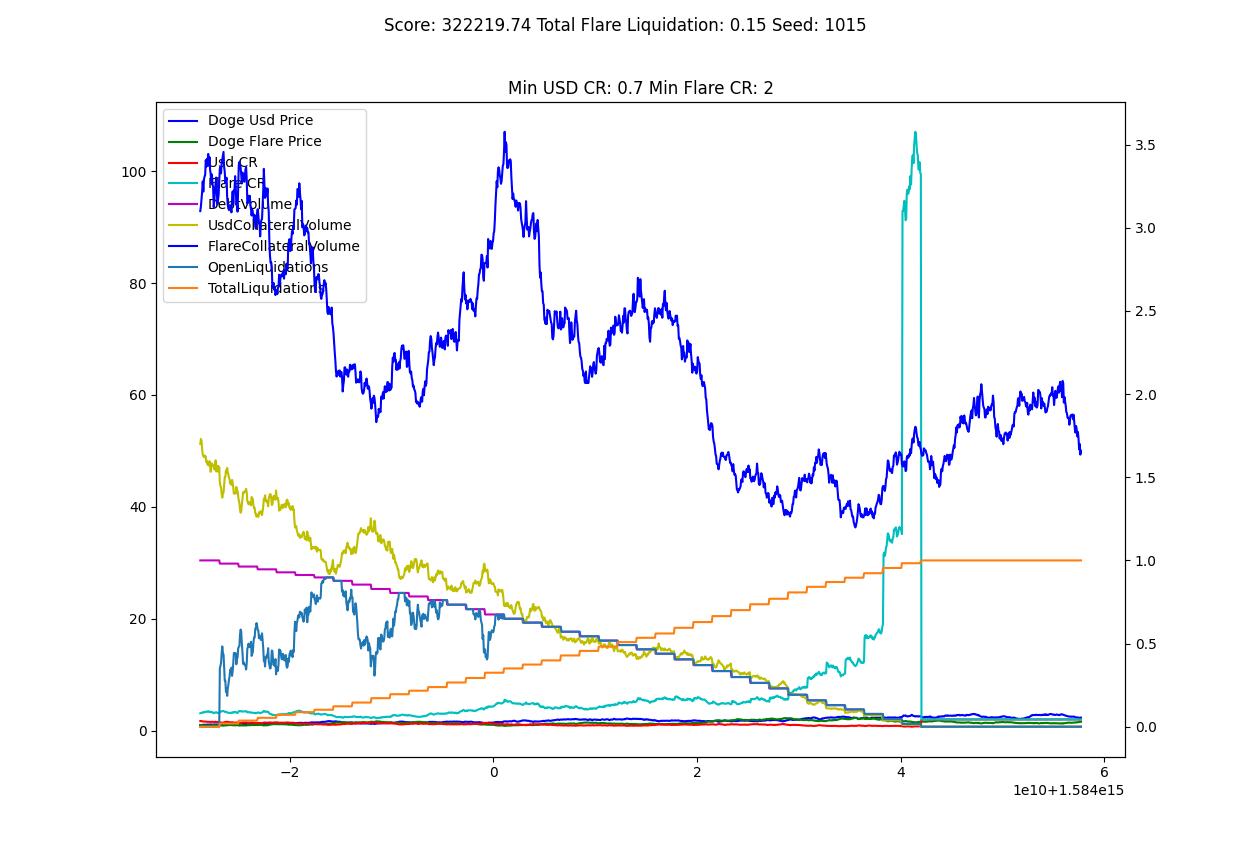 Score: 322219.74 Total Flare Liquidation: 0.15 Seed: 1015
Min USD CR: 0.7 Min Flare CR: 2
Doge Usd Price
Doge Flare Price
Usd CR
Flare CR
DebtVolume
UsdCollateralVolume
FlareCollateralVolume
OpenLiquidations
TotalLiquidations
100
80
60
40
20
0
3.5
3.0
2.5
2.0
1.5
1.0
0.5
0.0
−2
0
2
4
6
1e10+1.584e15